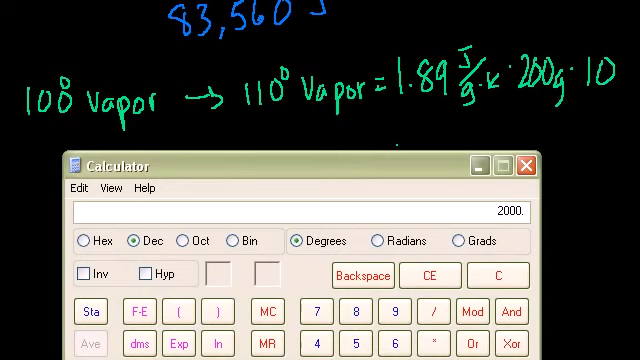 83,560 J
100° vapor → 110° vapor = 1.89 J/g·K · 200g · 10
Calculator
Edit View Help
2000.
Hex Dec Oct Bin Degrees Radians Grads
Inv Hyp Backspace CE C
Sta F-E ( ) MC 7 8 9 / Mod And
Ave dms Exp ln MR 4 5 6 * Or Xor